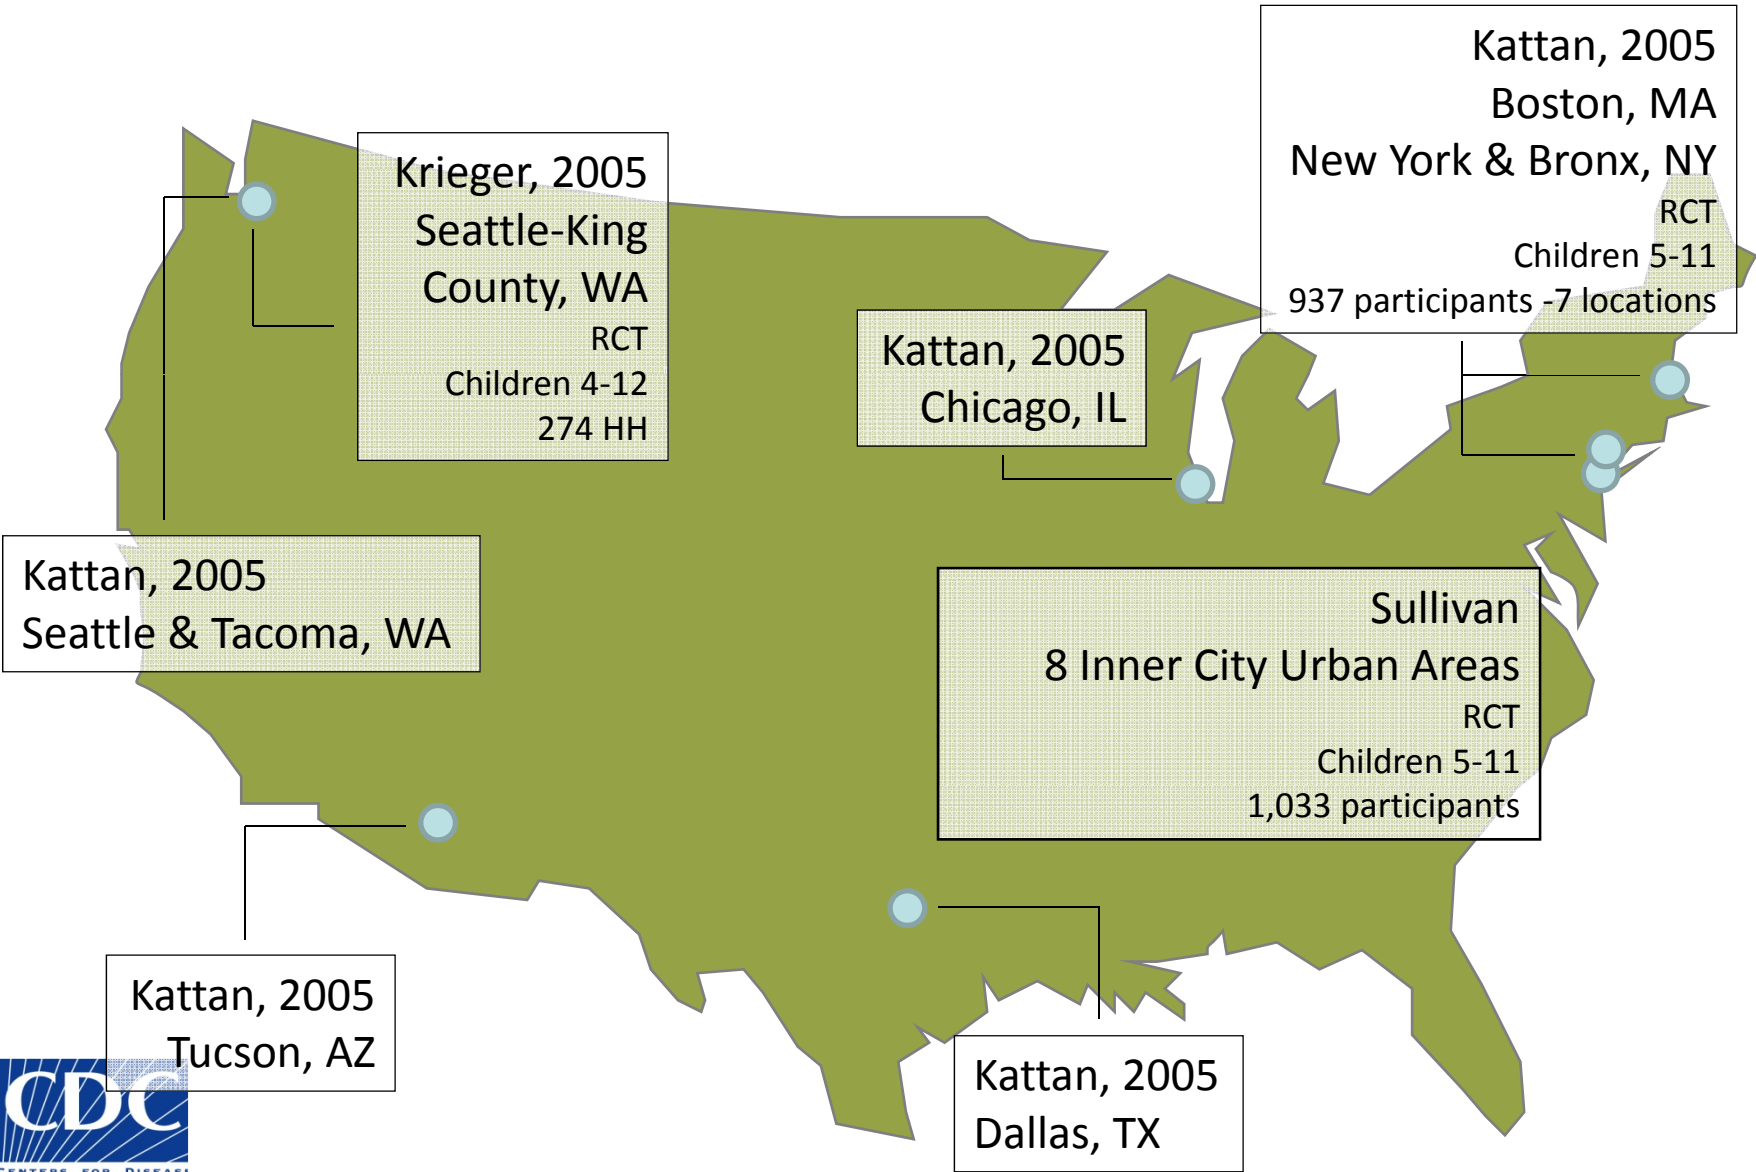 Kattan, 2005
Boston, MA
New York & Bronx, NY
RCT
Children 5-11
937 participants -7 locations
Krieger, 2005
Seattle-King
County, WA
RCT
Children 4-12
274 HH
Kattan, 2005
Chicago, IL
Kattan, 2005
Seattle & Tacoma, WA
Sullivan
8 Inner City Urban Areas
RCT
Children 5-11
1,033 participants
Kattan, 2005
Tucson, AZ
Kattan, 2005
Dallas, TX
CDC
CENTERS FOR DISEASE